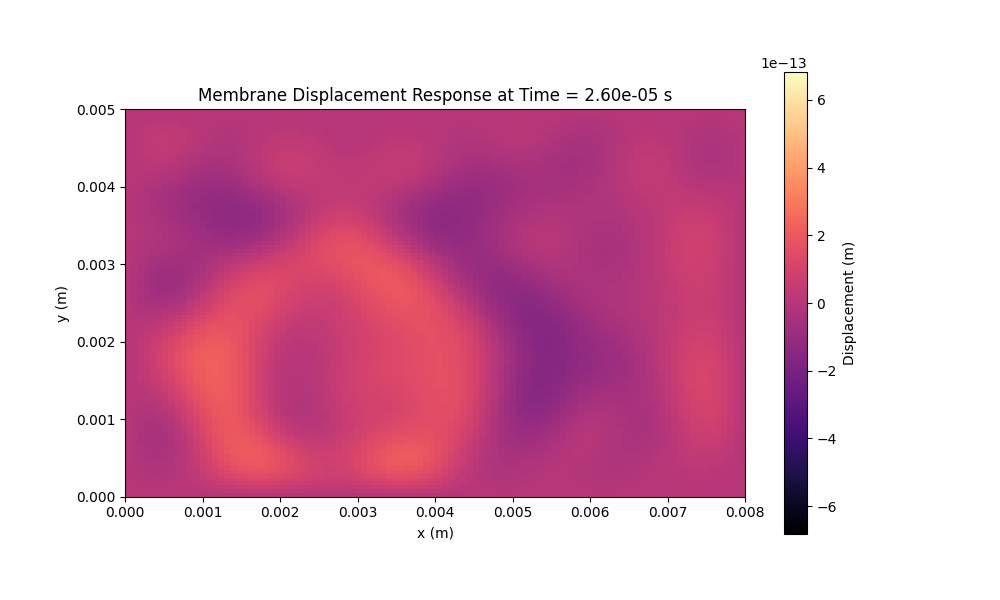 1e−13
Membrane Displacement Response at Time = 2.60e-05 s
0.005
0.004
0.003
0.002
0.001
0.000
y (m)
0.000 0.001 0.002 0.003 0.004 0.005 0.006 0.007 0.008
x (m)
6
4
2
0
−2
−4
−6
Displacement (m)